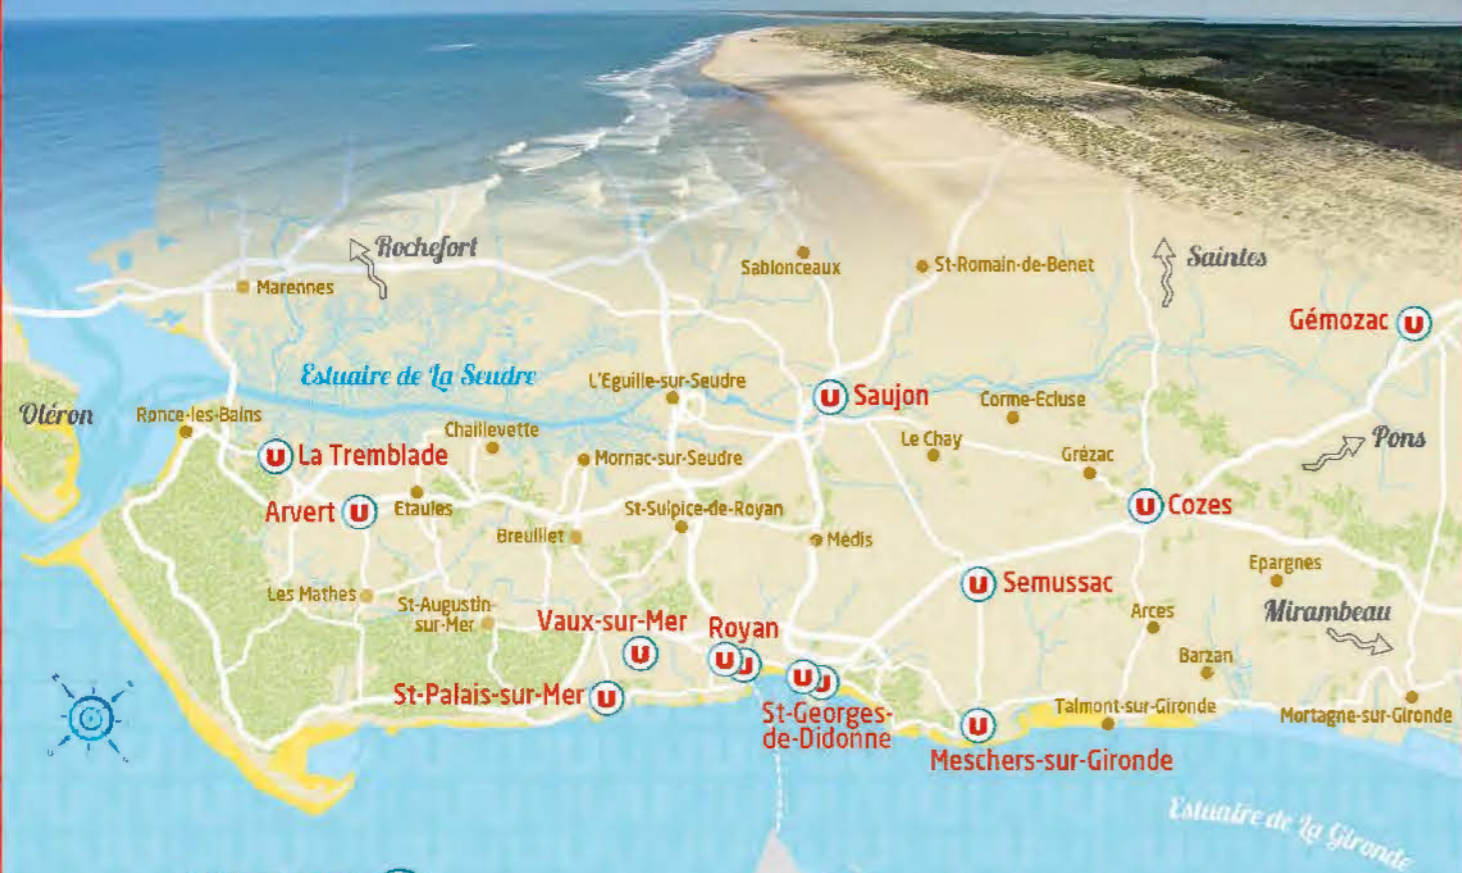 Rochefort
Saintes
Sablonceaux
St-Romain-de-Benet
Marennes
Gémozac U
Estuaire de La Seudre
L'Eguille-sur-Seudre
U Saujon
Corme-Ecluse
Oléron
Ronce-les-Bains
Chaillevette
Le Chay
Pons
U La Tremblade
Mornac-sur-Seudre
Grézac
Arvert U
Etaules
St-Sulpice-de-Royan
U Cozes
Breuillet
Médis
Epargnes
U Semussac
Les Mathes
St-Augustin-
sur-Mer
Vaux-sur-Mer
U
Royan
U U
Arces
Mirambeau
Barzan
St-Palais-sur-Mer U
U U
St-Georges-
de-Didonne
Talmont-sur-Gironde
Mortagne-sur-Gironde
U
Meschers-sur-Gironde
Estuaire de La Gironde